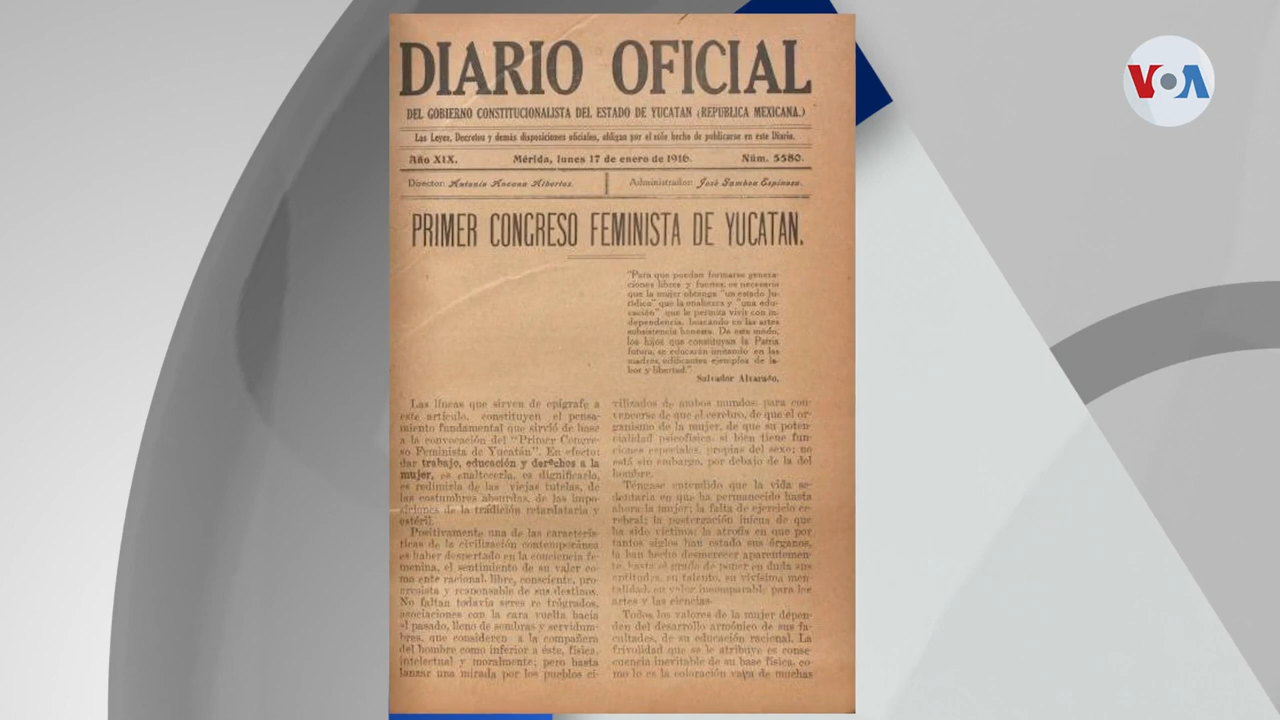 VOA
DIARIO OFICIAL
DEL GOBIERNO CONSTITUCIONALISTA DEL ESTADO DE YUCATAN (REPUBLICA MEXICANA.)
Las Leyes, Decretos y demás disposiciones oficiales, obligan por el sólo hecho de publicarse en este Diario.
Año XIX. Mérida, lunes 17 de enero de 1916. Núm. 5580.
Director: Antonio Ancona Albertos. Administrador: José Gamboa Espinosa.
PRIMER CONGRESO FEMINISTA DE YUCATAN.
"Para que puedan formarse genera-
ciones libres y fuertes, es necesario
que la mujer obtenga "un estado ju-
rídico" que la enaltezca y "una edu-
cación" que le permita vivir con in-
dependencia, buscando en las artes
subsistencia honesta. De este modo,
los hijos que constituyan la Patria
futura, se educarán mirando en las
madres, edificantes ejemplos de la-
bor y libertad."
Salvador Alvarado.
Las líneas que sirven de epígrafe a
este artículo, constituyen el pensa-
miento fundamental que sirvió de base
a la convocación del "Primer Congre-
so Feminista de Yucatán". En efecto:
dar trabajo, educación y derechos a la
mujer, es enaltecerla, es dignificarla,
es redimirla de las viejas tutelas, de
las costumbres absurdas, de las impo-
siciones de la tradición retardataria y
estéril.
Positivamente una de las caracterís-
ticas de la civilización contemporánea
es haber despertado en la conciencia fe-
menina, el sentimiento de su valer co-
mo ente racional, libre, consciente, pro-
gresista y responsable de sus destinos.
No faltan todavía seres re trógrados,
asociaciones con la cara vuelta hacia
el pasado, lleno de sombras y servidum-
bres, que consideren a la compañera
del hombre como inferior a éste, física,
intelectual y moralmente; pero basta
lanzar una mirada por los pueblos ci-
vilizados de ambos mundos para con-
vencerse de que el cerebro, de que el or-
ganismo de la mujer, de que su poten-
cialidad psicofísica, si bien tiene fun-
ciones especiales, propias del sexo; no
está sin embargo, por debajo de la del
hombre.
Téngase entendido que la vida se-
dentaria en que ha permanecido hasta
ahora la mujer; la falta de ejercicio ce-
rebral; la postergación inicua de que
ha sido víctima; la atrofia en que por
tantos siglos han estado sus órganos,
la han hecho desmerecer aparentemen-
te, hasta el grado de poner en duda sus
aptitudes, su talento, su vivísima men-
talidad, su valor incomparable para las
artes y las ciencias.
Todos los valores de la mujer depen-
den del desarrollo armónico de sus fa-
cultades, de su educación racional. La
frivolidad que se le atribuye es conse
cuencia inevitable de su base física, co-
mo lo es la coloración vaya de muchas